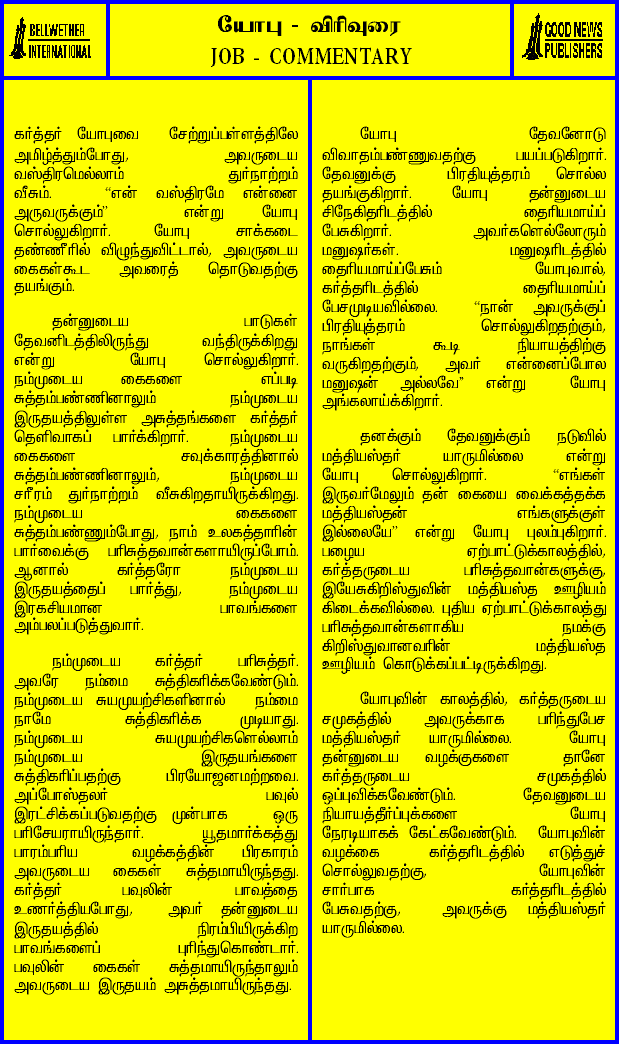 BELLWETHER
INTERNATIONAL
யோபு - விரிவுரை
JOB - COMMENTARY
GOOD NEWS
PUBLISHERS
கர்த்தர் யோபுவை சேற்றுப்பள்ளத்திலே
அமிழ்த்தும்போது, அவருடைய
வஸ்திரமெல்லாம் துர்நாற்றம்
வீசும். “என் வஸ்திரமே என்னை
அருவருக்கும்” என்று யோபு
சொல்லுகிறார். யோபு சாக்கடை
தண்ணீரில் விழுந்துவிட்டால், அவருடைய
கைகள்கூட அவரைத் தொடுவதற்கு
தயங்கும்.
தன்னுடைய பாடுகள்
தேவனிடத்திலிருந்து வந்திருக்கிறது
என்று யோபு சொல்லுகிறார்.
நம்முடைய கைகளை எப்படி
சுத்தம்பண்ணினாலும் நம்முடைய
இருதயத்திலுள்ள அசுத்தங்களை கர்த்தர்
தெளிவாகப் பார்க்கிறார். நம்முடைய
கைகளை சவுக்காரத்தினால்
சுத்தம்பண்ணினாலும், நம்முடைய
சரீரம் துர்நாற்றம் வீசுகிறதாயிருக்கிறது.
நம்முடைய கைகளை
சுத்தம்பண்ணும்போது, நாம் உலகத்தாரின்
பார்வைக்கு பரிசுத்தவான்களாயிருப்போம்.
ஆனால் கர்த்தரோ நம்முடைய
இருதயத்தைப் பார்த்து, நம்முடைய
இரகசியமான பாவங்களை
அம்பலப்படுத்துவார்.
நம்முடைய கர்த்தர் பரிசுத்தர்.
அவரே நம்மை சுத்திகரிக்கவேண்டும்.
நம்முடைய சுயமுயற்சிகளினால் நம்மை
நாமே சுத்திகரிக்க முடியாது.
நம்முடைய சுயமுயற்சிகளெல்லாம்
நம்முடைய இருதயங்களை
சுத்திகரிப்பதற்கு பிரயோஜனமற்றவை.
அப்போஸ்தலர் பவுல்
இரட்சிக்கப்படுவதற்கு முன்பாக ஒரு
பரிசேயராயிருந்தார். யூதமார்க்கத்து
பாரம்பரிய வழக்கத்தின் பிரகாரம்
அவருடைய கைகள் சுத்தமாயிருந்தது.
கர்த்தர் பவுலின் பாவத்தை
உணர்த்தியபோது, அவர் தன்னுடைய
இருதயத்தில் நிரம்பியிருக்கிற
பாவங்களைப் புரிந்துகொண்டார்.
பவுலின் கைகள் சுத்தமாயிருந்தாலும்
அவருடைய இருதயம் அசுத்தமாயிருந்தது.
யோபு தேவனோடு
விவாதம்பண்ணுவதற்கு பயப்படுகிறார்.
தேவனுக்கு பிரதியுத்தரம் சொல்ல
தயங்குகிறார். யோபு தன்னுடைய
சிநேகிதரிடத்தில் தைரியமாய்ப்
பேசுகிறார். அவர்களெல்லோரும்
மனுஷர்கள். மனுஷரிடத்தில்
தைரியமாய்ப்பேசும் யோபுவால்,
கர்த்தரிடத்தில் தைரியமாய்ப்
பேசமுடியவில்லை. “நான் அவருக்குப்
பிரதியுத்தரம் சொல்லுகிறதற்கும்,
நாங்கள் கூடி நியாயத்திற்கு
வருகிறதற்கும், அவர் என்னைப்போல
மனுஷன் அல்லவே” என்று யோபு
அங்கலாய்க்கிறார்.
தனக்கும் தேவனுக்கும் நடுவில்
மத்தியஸ்தர் யாருமில்லை என்று
யோபு சொல்லுகிறார். “எங்கள்
இருவர்மேலும் தன் கையை வைக்கத்தக்க
மத்தியஸ்தன் எங்களுக்குள்
இல்லையே” என்று யோபு புலம்புகிறார்.
பழைய ஏற்பாட்டுக்காலத்தில்,
கர்த்தருடைய பரிசுத்தவான்களுக்கு,
இயேசுகிறிஸ்துவின் மத்தியஸ்த ஊழியம்
கிடைக்கவில்லை. புதிய ஏற்பாட்டுக்காலத்து
பரிசுத்தவான்களாகிய நமக்கு
கிறிஸ்துவானவரின் மத்தியஸ்த
ஊழியம் கொடுக்கப்பட்டிருக்கிறது.
யோபுவின் காலத்தில், கர்த்தருடைய
சமுகத்தில் அவருக்காக பரிந்துபேச
மத்தியஸ்தர் யாருமில்லை. யோபு
தன்னுடைய வழக்குகளை தானே
கர்த்தருடைய சமுகத்தில்
ஒப்புவிக்கவேண்டும். தேவனுடைய
நியாயத்தீர்ப்புக்களை யோபு
நேரடியாகக் கேட்கவேண்டும். யோபுவின்
வழக்கை கர்த்தரிடத்தில் எடுத்துச்
சொல்லுவதற்கு, யோபுவின்
சார்பாக கர்த்தரிடத்தில்
பேசுவதற்கு, அவருக்கு மத்தியஸ்தர்
யாருமில்லை.